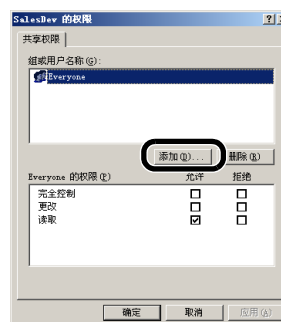 SalesDev 的权限
共享权限
组或用户名称(G):
Everyone
添加(D)... 删除(R)
Everyone 的权限(P) 允许 拒绝
完全控制
更改
读取
确定 取消 应用(A)